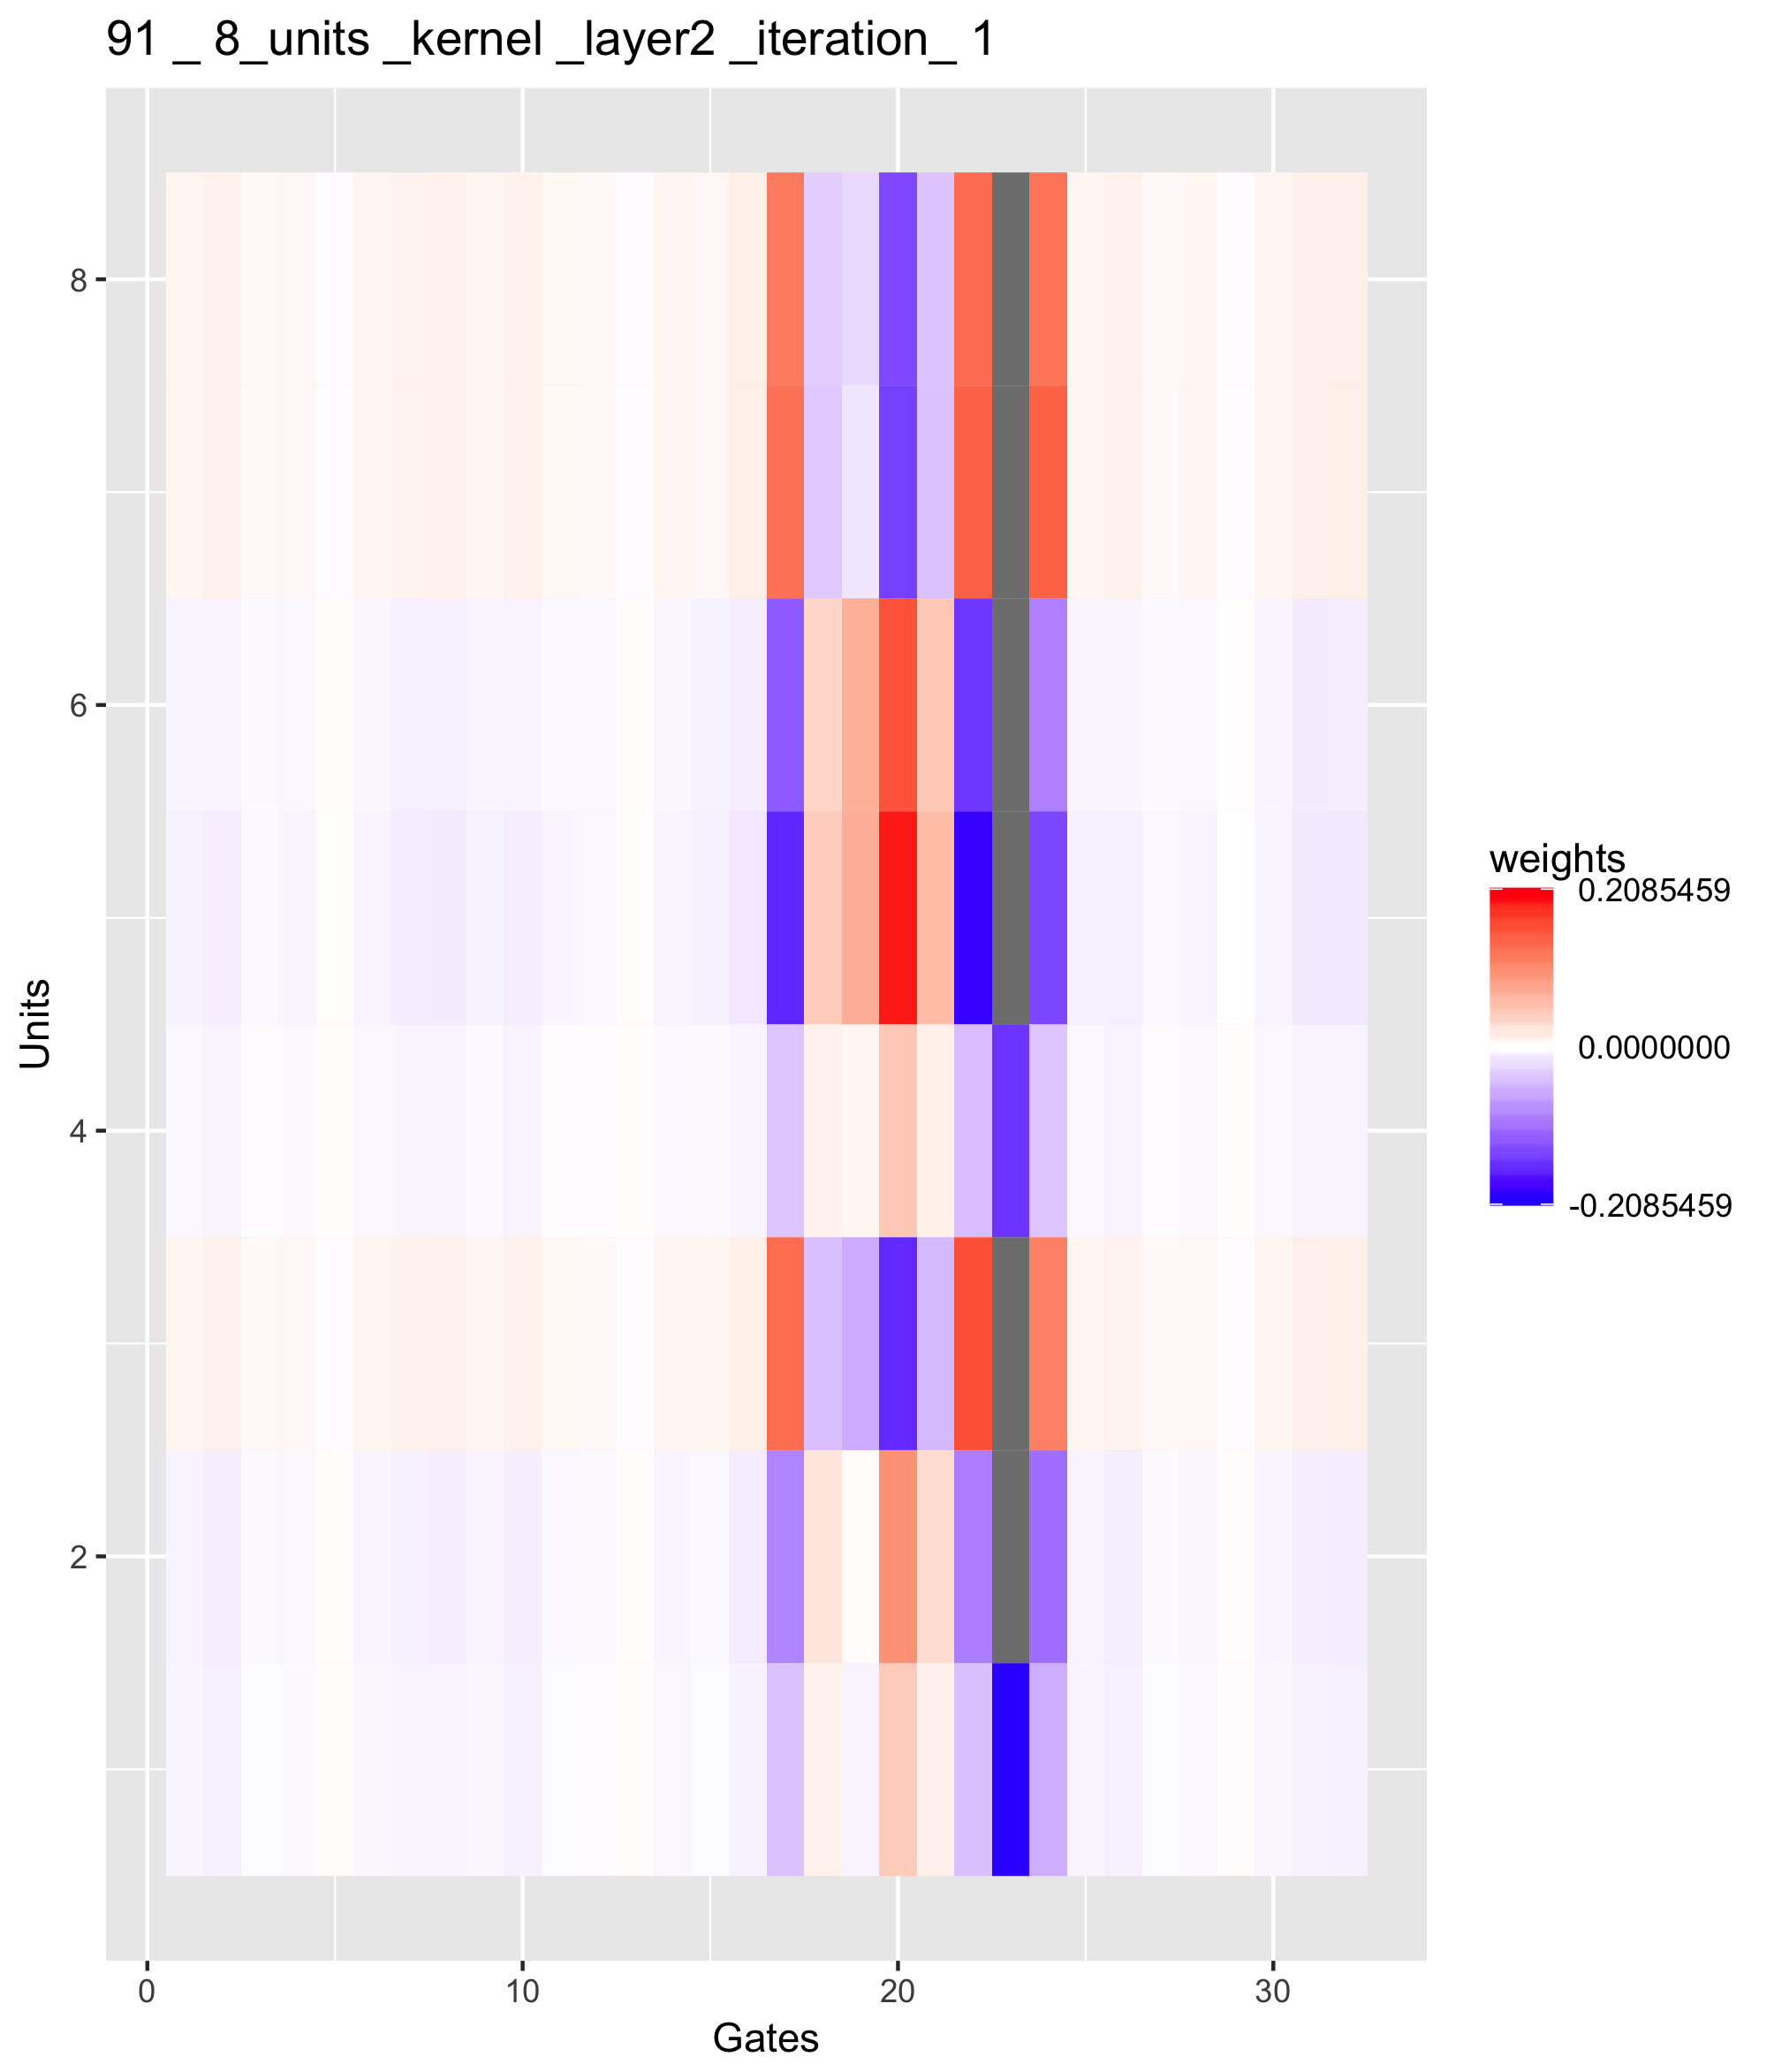 91 _ 8_units _kernel _layer2 _iteration_ 1
8
6
4
2
Units
0
10
20
30
Gates
weights
0.2085459
0.0000000
-0.2085459